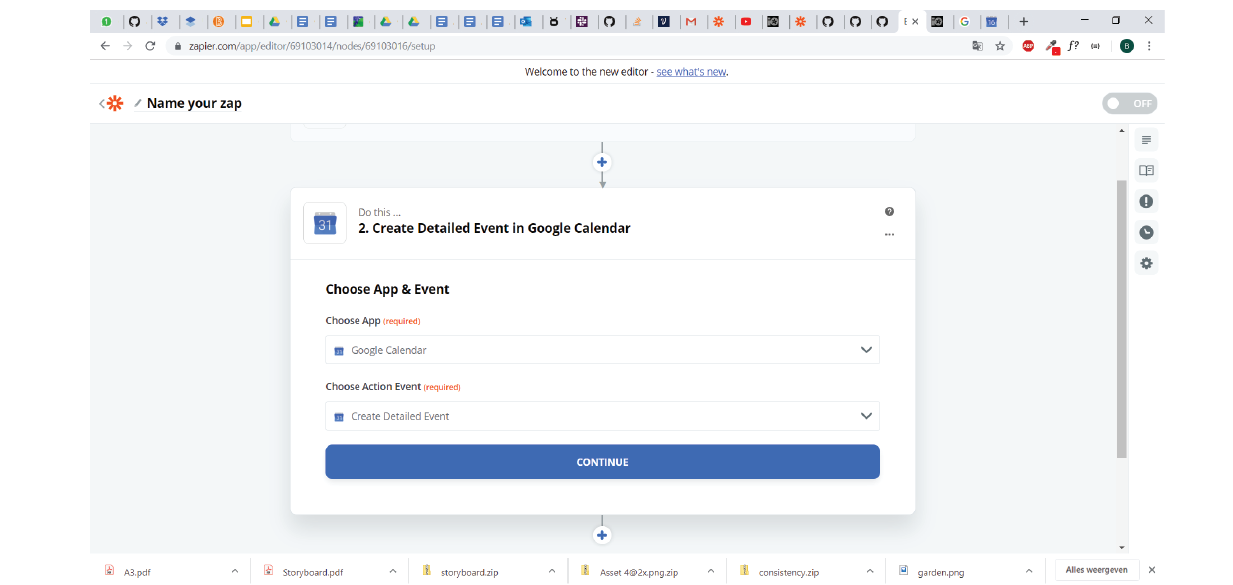 zapier.com/app/editor/69103014/nodes/69103016/setup
ABP
f?
B
Welcome to the new editor - see what's new.
Name your zap
OFF
31
Do this ...
2. Create Detailed Event in Google Calendar
Choose App & Event
Choose App (required)
Google Calendar
Choose Action Event (required)
Create Detailed Event
CONTINUE
A3.pdf
Storyboard.pdf
storyboard.zip
Asset 4@2x.png.zip
consistency.zip
garden.png
Alles weergeven